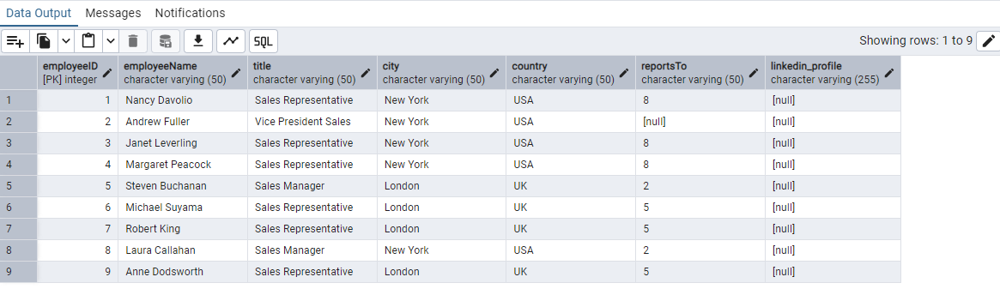 Data Output Messages Notifications
SQL Showing rows: 1 to 9
employeeID employeeName title city country reportsTo linkedin_profile
[PK] integer character varying (50) character varying (50) character varying (50) character varying (50) character varying (50) character varying (255)
1 1 Nancy Davolio Sales Representative New York USA 8 [null]
2 2 Andrew Fuller Vice President Sales New York USA [null] [null]
3 3 Janet Leverling Sales Representative New York USA 8 [null]
4 4 Margaret Peacock Sales Representative New York USA 8 [null]
5 5 Steven Buchanan Sales Manager London UK 2 [null]
6 6 Michael Suyama Sales Representative London UK 5 [null]
7 7 Robert King Sales Representative London UK 5 [null]
8 8 Laura Callahan Sales Manager New York USA 2 [null]
9 9 Anne Dodsworth Sales Representative London UK 5 [null]